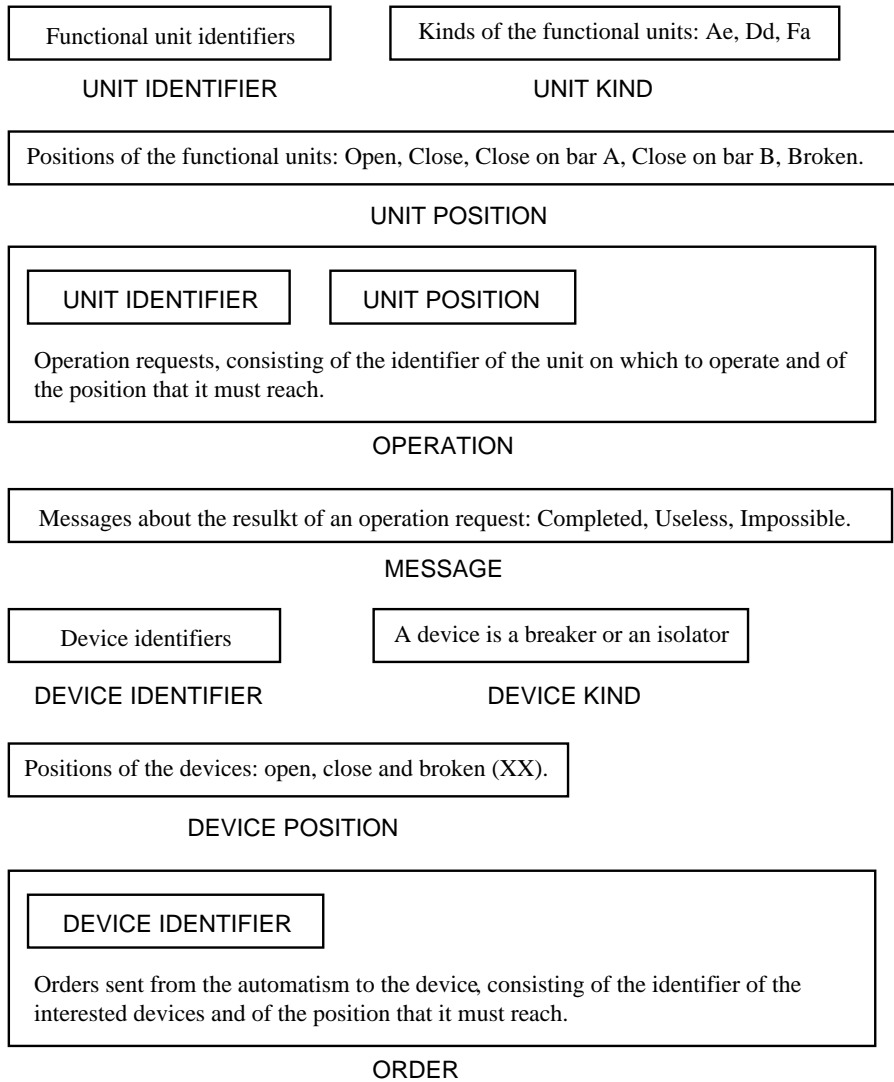 Functional unit identifiers
Kinds of the functional units: Ae, Dd, Fa
UNIT IDENTIFIER
UNIT KIND
Positions of the functional units: Open, Close, Close on bar A, Close on bar B, Broken.
UNIT POSITION
UNIT IDENTIFIER
UNIT POSITION
Operation requests, consisting of the identifier of the unit on which to operate and of
the position that it must reach.
OPERATION
Messages about the resulkt of an operation request: Completed, Useless, Impossible.
MESSAGE
Device identifiers
A device is a breaker or an isolator
DEVICE IDENTIFIER
DEVICE KIND
Positions of the devices: open, close and broken (XX).
DEVICE POSITION
DEVICE IDENTIFIER
Orders sent from the automatism to the device, consisting of the identifier of the
interested devices and of the position that it must reach.
ORDER